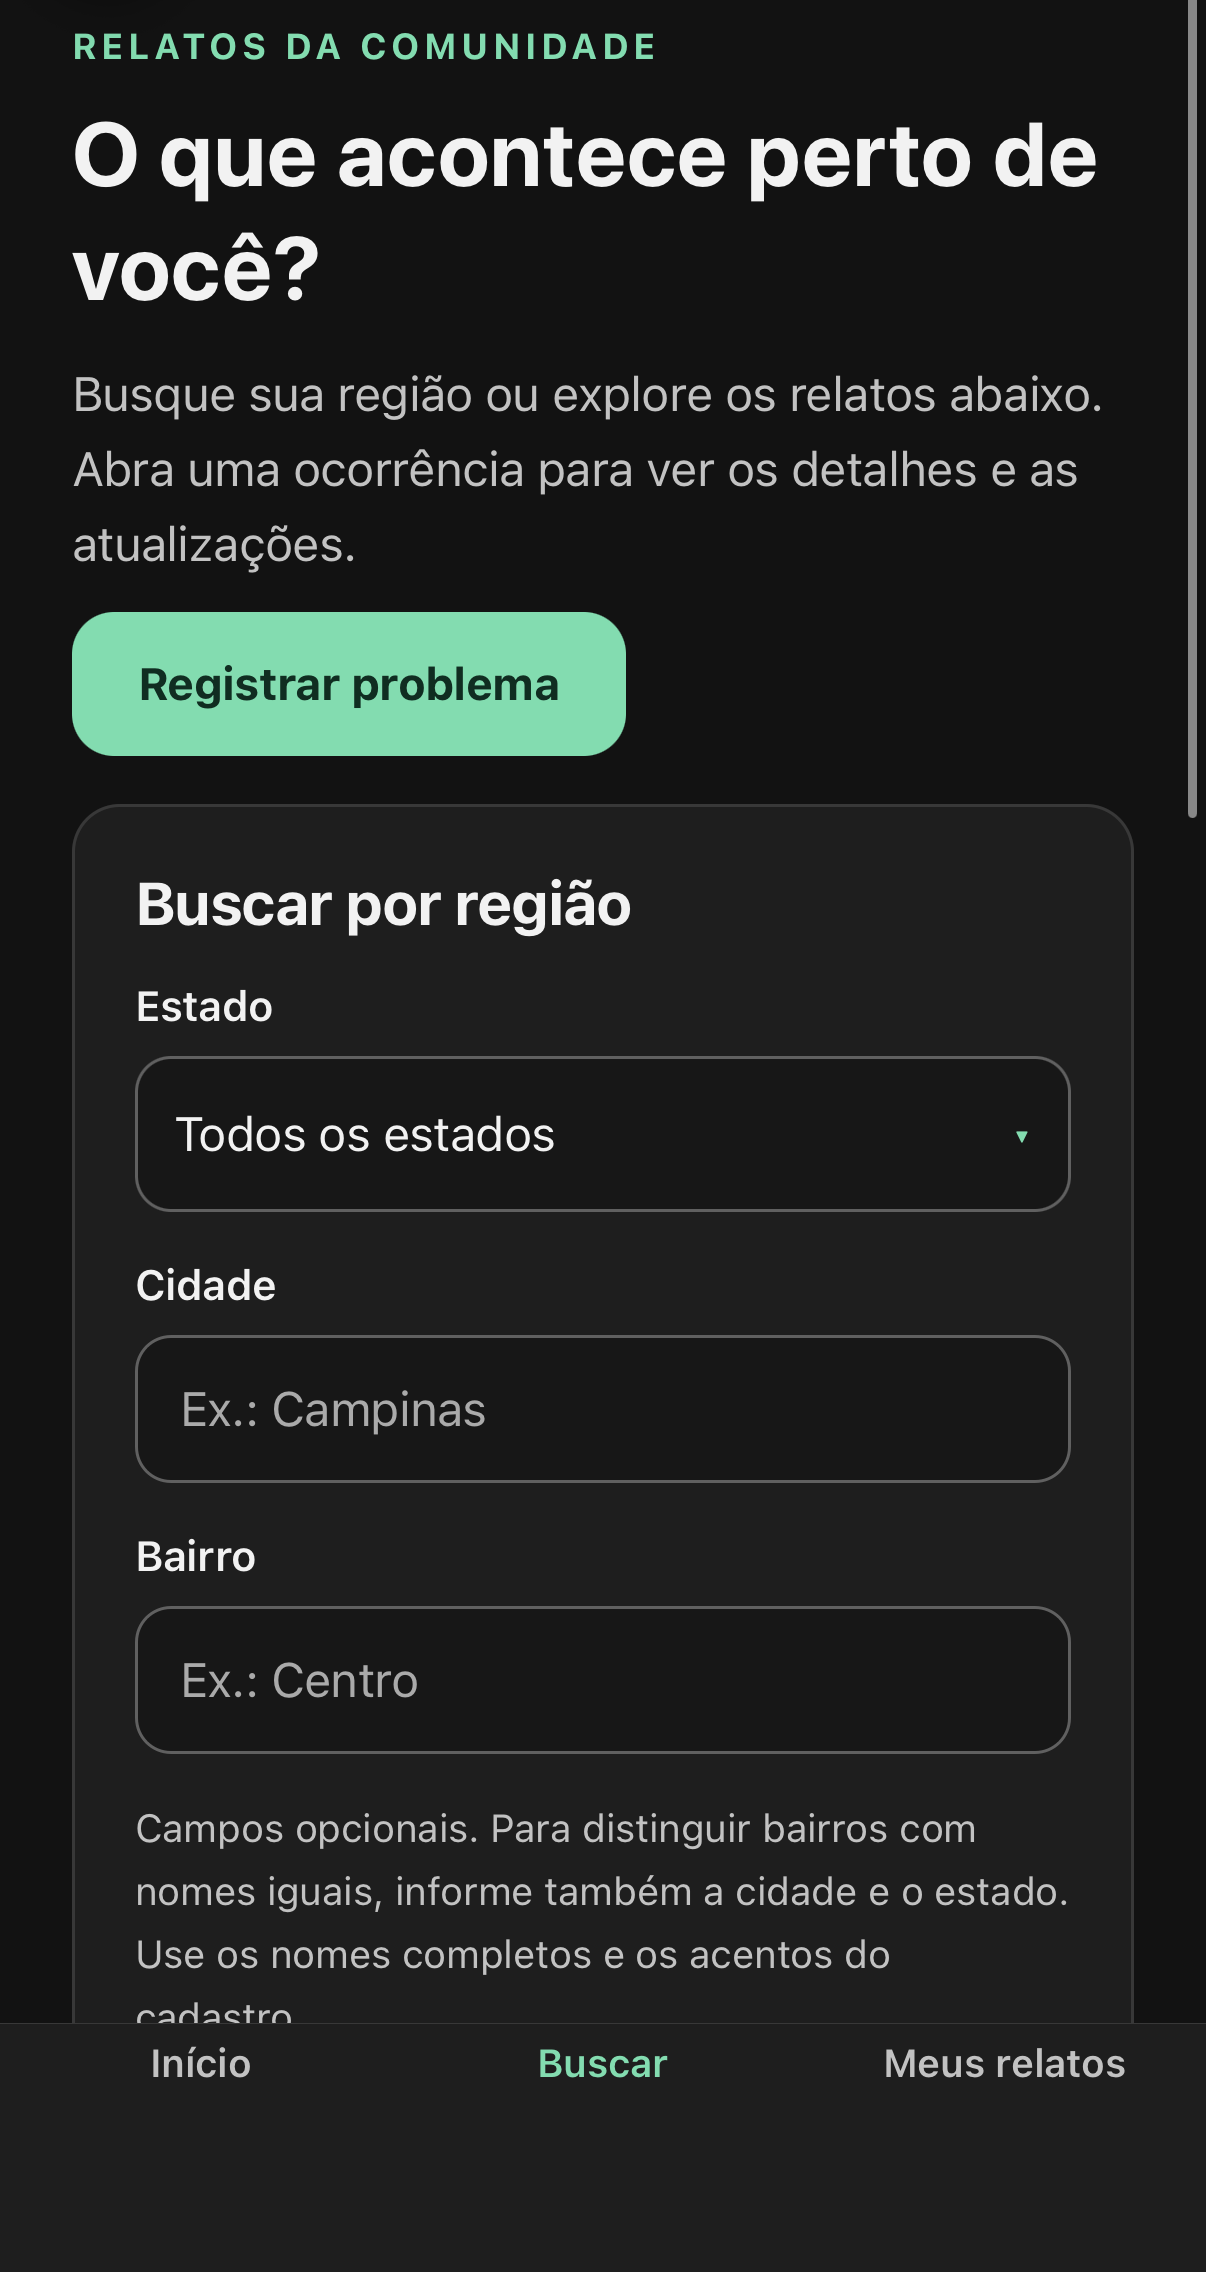 RELATOS DA COMUNIDADE
O que acontece perto de
você?
Busque sua região ou explore os relatos abaixo.
Abra uma ocorrência para ver os detalhes e as
atualizações.
Registrar problema
Buscar por região
Estado
Todos os estados
Cidade
Ex.: Campinas
Bairro
Ex.: Centro
Campos opcionais. Para distinguir bairros com
nomes iguais, informe também a cidade e o estado.
Use os nomes completos e os acentos do
cadastro
Início
Buscar
Meus relatos